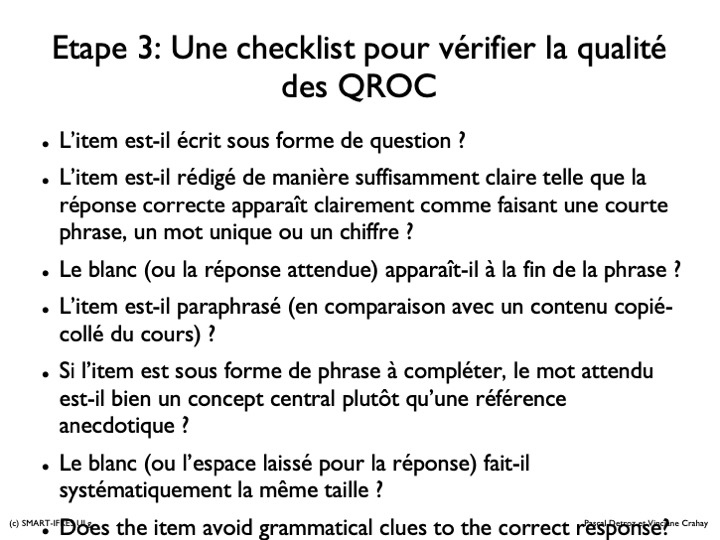 Etape 3: Une checklist pour vérifier la qualité
des QROC
• L’item est-il écrit sous forme de question ?
• L’item est-il rédigé de manière suffisamment claire telle que la
réponse correcte apparaît clairement comme faisant une courte
phrase, un mot unique ou un chiffre ?
• Le blanc (ou la réponse attendue) apparaît-il à la fin de la phrase ?
• L’item est-il paraphrasé (en comparaison avec un contenu copié-
collé du cours) ?
• Si l’item est sous forme de phrase à compléter, le mot attendu
est-il bien un concept central plutôt qu’une référence
anecdotique ?
• Le blanc (ou l’espace laissé pour la réponse) fait-il
systématiquement la même taille ?
• Does the item avoid grammatical clues to the correct response?
(c) SMART-IFRES ULg
Pascal Detroz et Vinciane Crahay